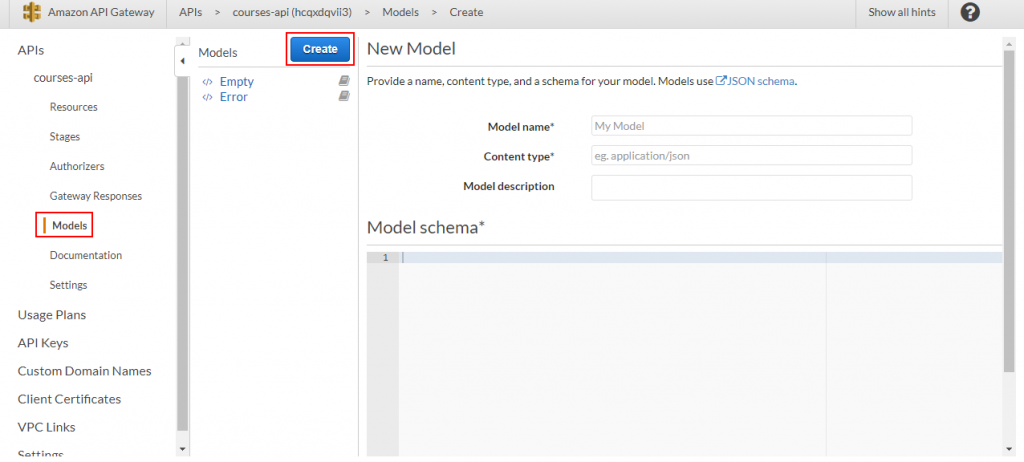 Amazon API Gateway APIs > courses-api (hcqxdqvii3) > Models > Create Show all hints ?
APIs
courses-api
Resources
Stages
Authorizers
Gateway Responses
Models
Documentation
Settings
Usage Plans
API Keys
Custom Domain Names
Client Certificates
VPC Links
Settings
Models Create
Empty
Error
New Model
Provide a name, content type, and a schema for your model. Models use JSON schema.
Model name* My Model
Content type* eg. application/json
Model description
Model schema*
1